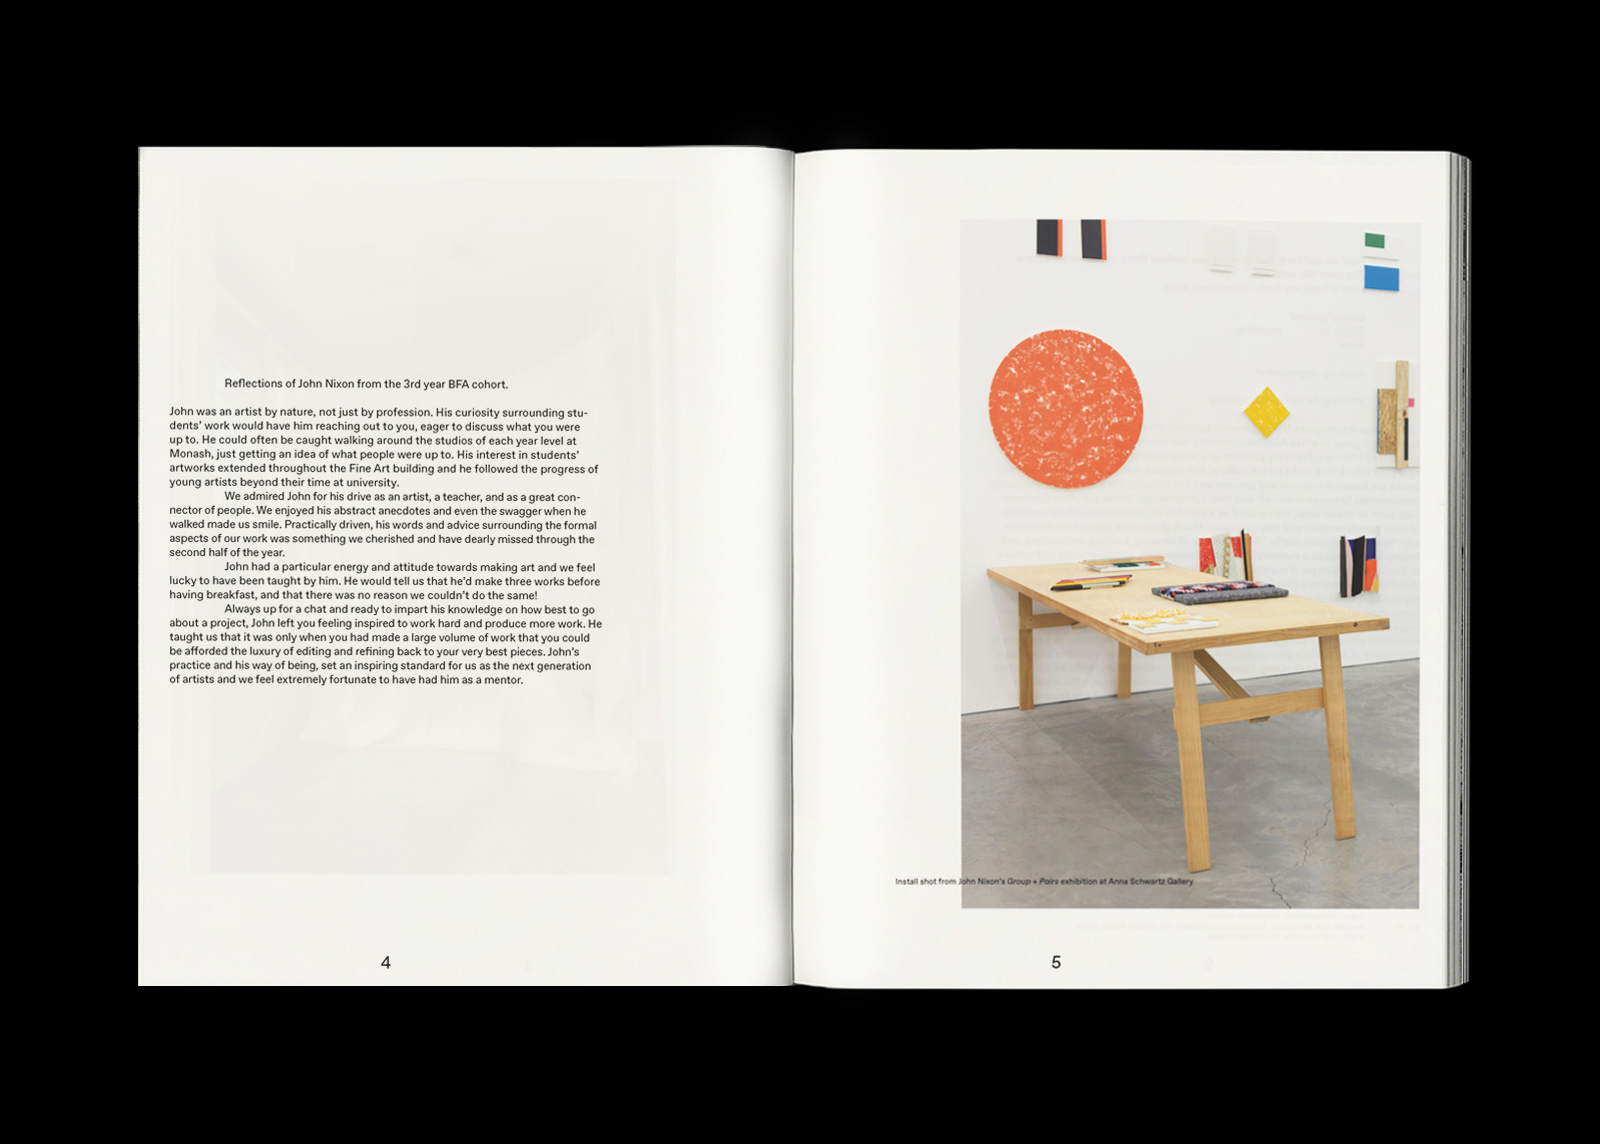 Reflections of John Nixon from the 3rd year BFA cohort.
John was an artist by nature, not just by profession. His curiosity surrounding stu-
dents' work would have him reaching out to you, eager to discuss what you were
up to. He could often be caught walking around the studios of each year level at
Monash, just getting an idea of what people were up to. His interest in students'
artworks extended throughout the Fine Art building and he followed the progress of
young artists beyond their time at university.
We admired John for his drive as an artist, a teacher, and as a great con-
nector of people. We enjoyed his abstract anecdotes and even the swagger when he
walked made us smile. Practically driven, his words and advice surrounding the formal
aspects of our work was something we cherished and have dearly missed through the
second half of the year.
John had a particular energy and attitude towards making art and we feel
lucky to have been taught by him. He would tell us that he'd make three works before
having breakfast, and that there was no reason we couldn't do the same!
Always up for a chat and ready to impart his knowledge on how best to go
about a project, John left you feeling inspired to work hard and produce more work. He
taught us that it was only when you had made a large volume of work that you could
be afforded the luxury of editing and refining back to your very best pieces. John's
practice and his way of being, set an inspiring standard for us as the next generation
of artists and we feel extremely fortunate to have had him as a mentor.
4
Install shot from John Nixon's Group + Pairs exhibition at Anna Schwartz Gallery
5